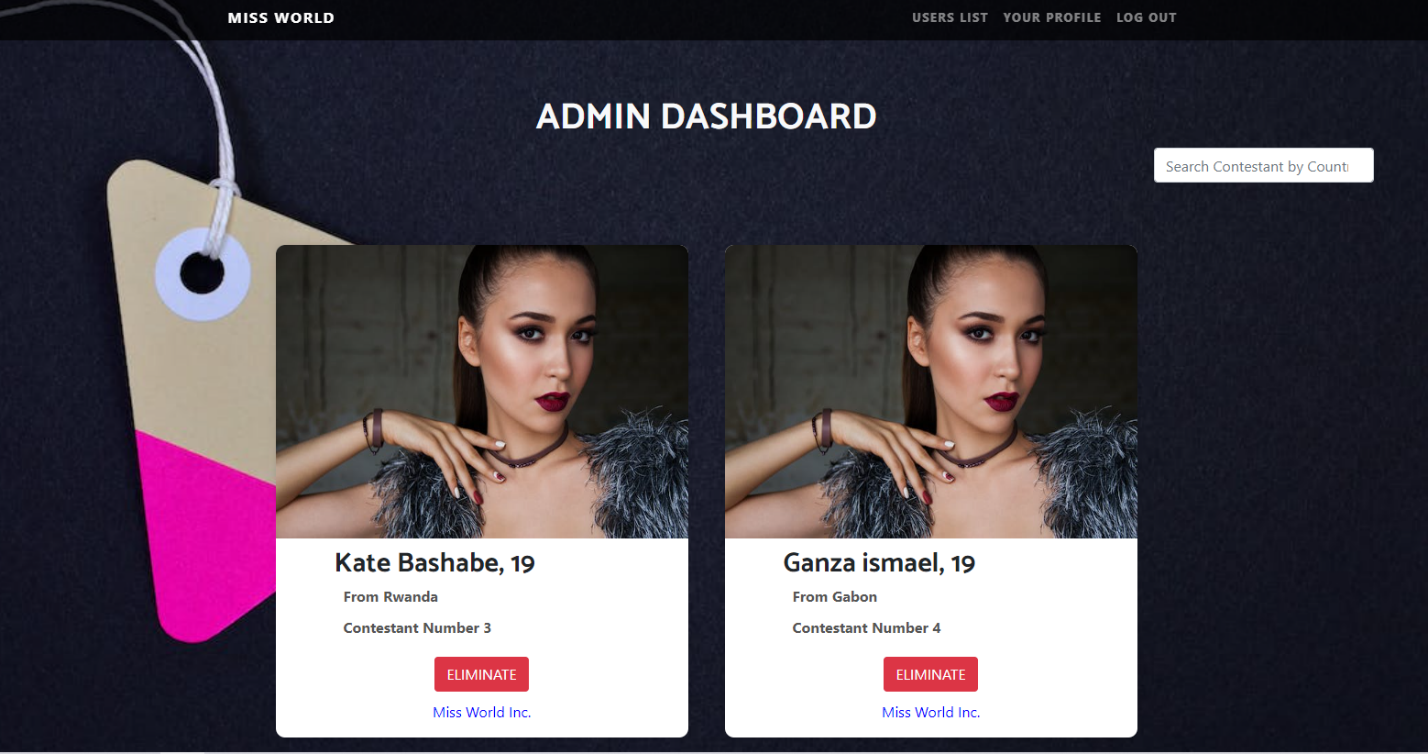 MISS WORLD
USERS LIST YOUR PROFILE LOG OUT
ADMIN DASHBOARD
Search Contestant by Count
Kate Bashabe, 19
From Rwanda
Contestant Number 3
ELIMINATE
Miss World Inc.
Ganza ismael, 19
From Gabon
Contestant Number 4
ELIMINATE
Miss World Inc.